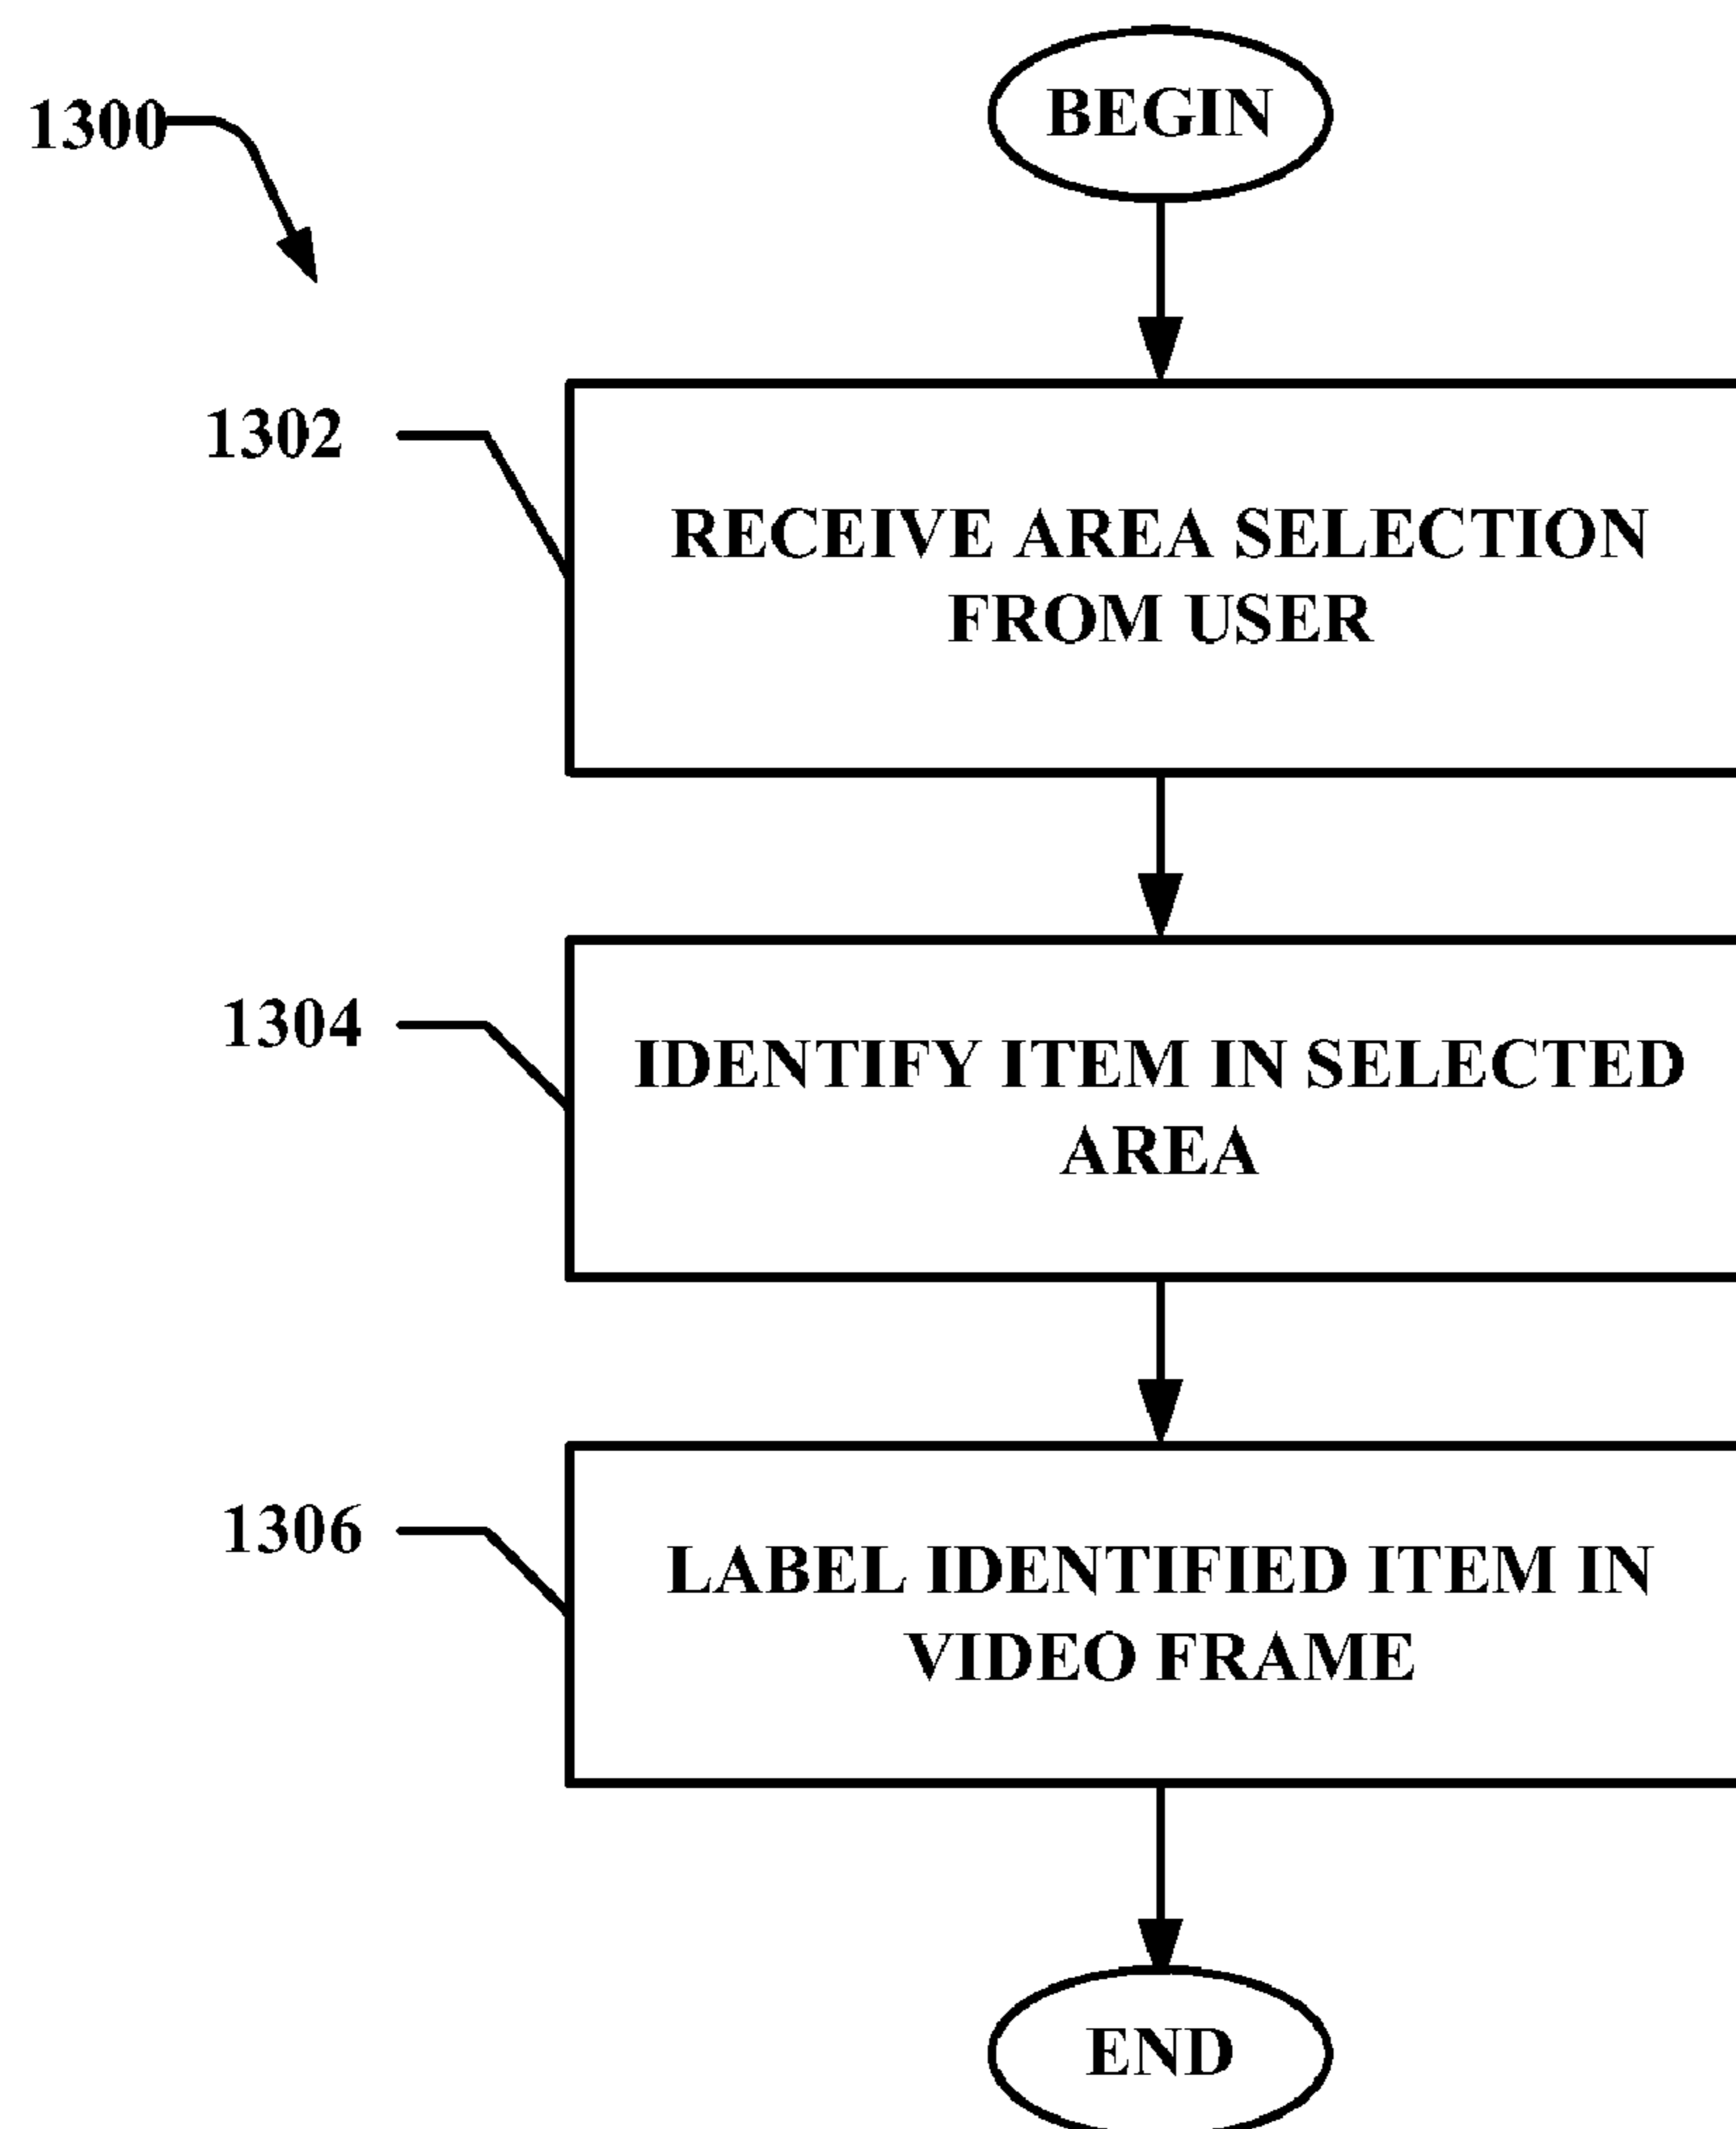 1300
BEGIN
1302
RECEIVE AREA SELECTION
FROM USER
1304
IDENTIFY ITEM IN SELECTED
AREA
1306
LABEL IDENTIFIED ITEM IN
VIDEO FRAME
END